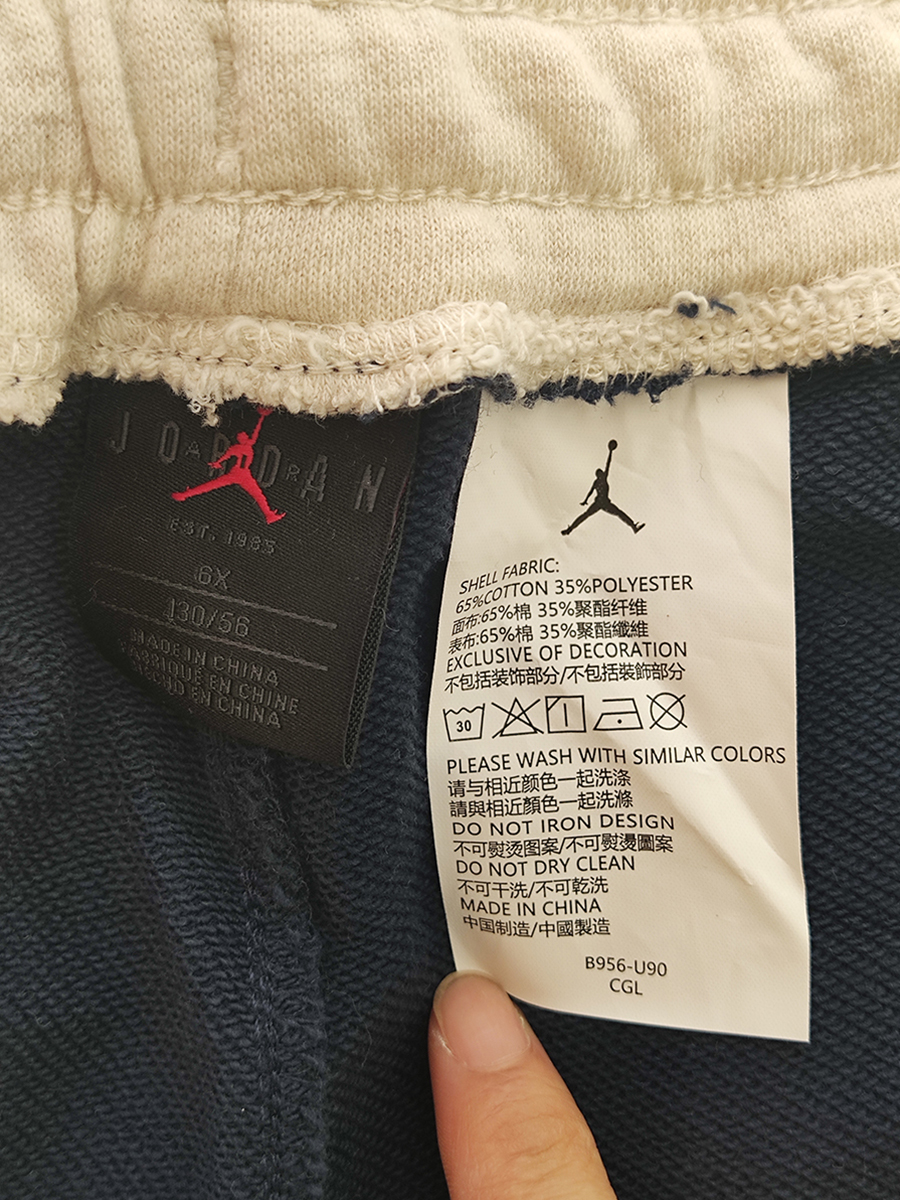 JORDAN
AIR
EST. 1985
6X
130/56
MADE IN CHINA
FABRIQUE EN CHINE
HECHO EN CHINA
SHELL FABRIC:
65%COTTON 35%POLYESTER
面布:65%棉 35%聚酯纤维
表布:65%棉 35%聚酯纖維
EXCLUSIVE OF DECORATION
不包括装饰部分/不包括裝飾部分
30
PLEASE WASH WITH SIMILAR COLORS
请与相近颜色一起洗涤
請與相近顏色一起洗滌
DO NOT IRON DESIGN
不可熨烫图案/不可熨燙圖案
DO NOT DRY CLEAN
不可干洗/不可乾洗
MADE IN CHINA
中国制造/中國製造
B956-U90
CGL